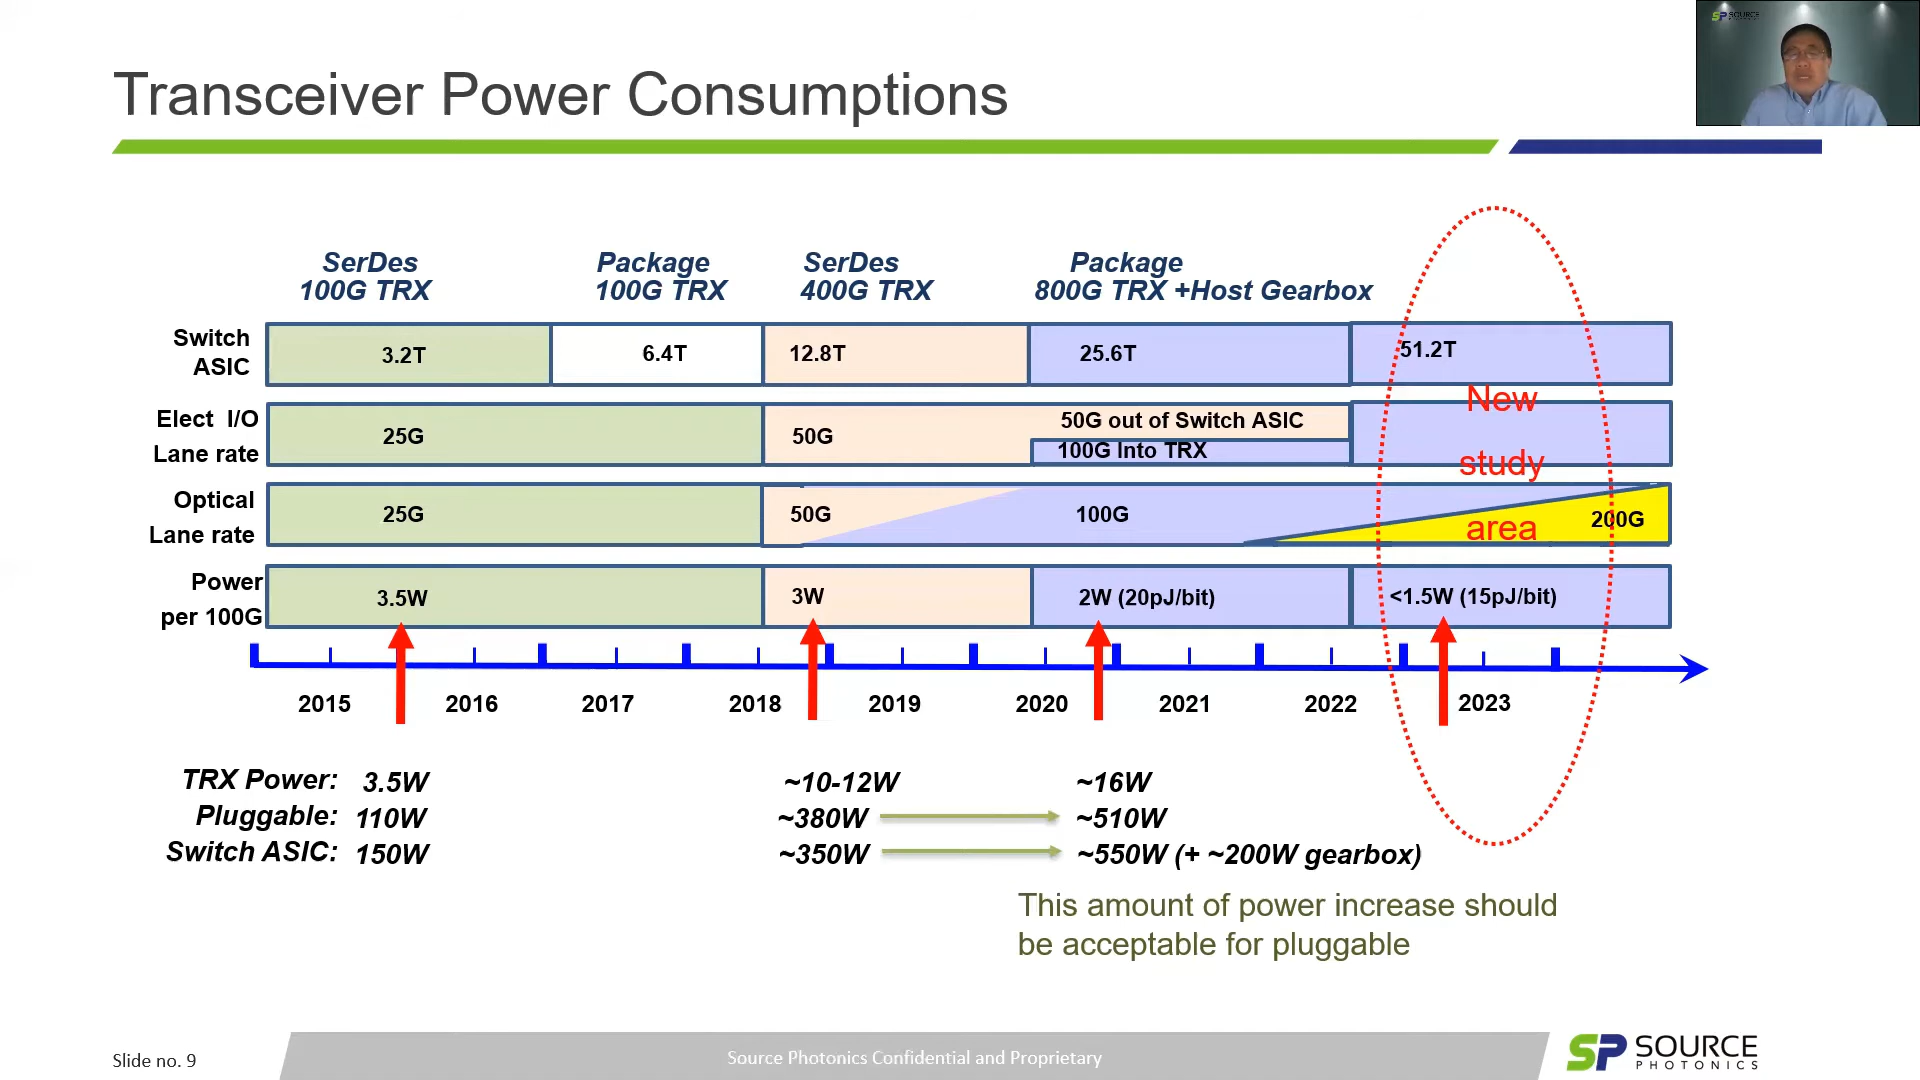 SP SOURCE
Transceiver Power Consumptions
SerDes
100G TRX
Package
100G TRX
SerDes
400G TRX
Package
800G TRX +Host Gearbox
Switch
ASIC
3.2T
6.4T
12.8T
25.6T
51.2T
Elect I/O
Lane rate
25G
50G
50G out of Switch ASIC
100G Into TRX
New
study
area
Optical
Lane rate
25G
50G
100G
200G
Power
per 100G
3.5W
3W
2W (20pJ/bit)
<1.5W (15pJ/bit)
2015 2016 2017 2018 2019 2020 2021 2022 2023
TRX Power: 3.5W ~10-12W ~16W
Pluggable: 110W ~380W ~510W
Switch ASIC: 150W ~350W ~550W (+ ~200W gearbox)
This amount of power increase should
be acceptable for pluggable
Slide no. 9
Source Photonics Confidential and Proprietary
SP SOURCE
PHOTONICS